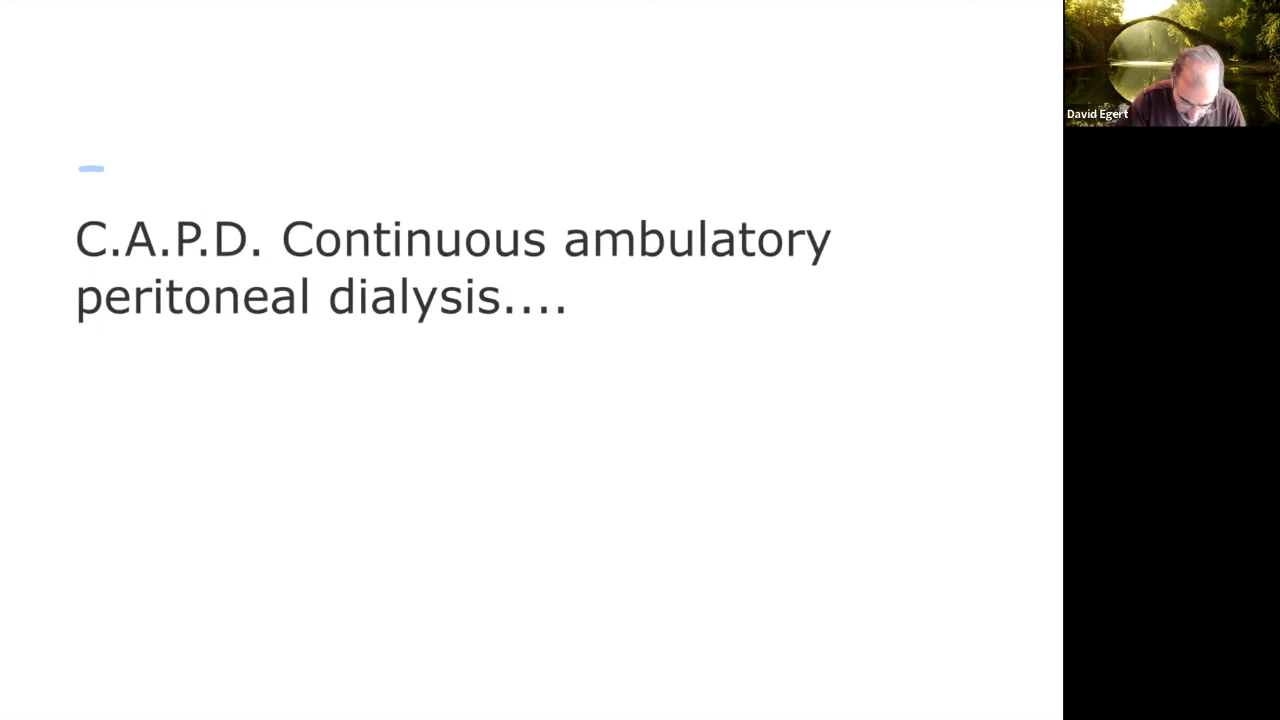 C.A.P.D. Continuous ambulatory
peritoneal dialysis....
David Egert